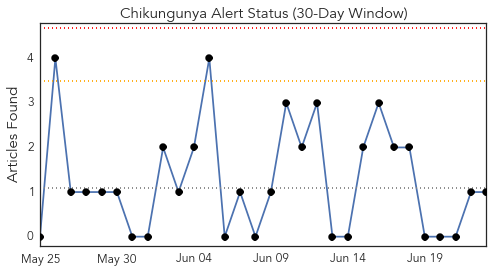 Chikungunya Alert Status (30-Day Window)
Articles Found
4
3
2
1
0
May 25
May 30
Jun 04
Jun 09
Jun 14
Jun 19